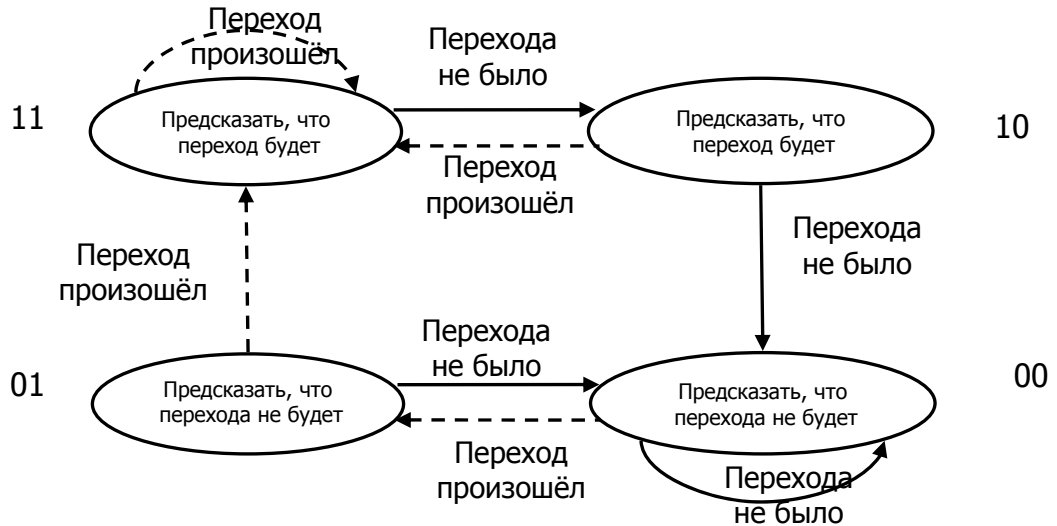 Переход
произошёл
Перехода
не было
11
Предсказать, что
переход будет
Предсказать, что
переход будет
10
Переход
произошёл
Перехода
не было
Переход
произошёл
Перехода
не было
01
Предсказать, что
перехода не будет
Предсказать, что
перехода не будет
00
Переход
произошёл
Перехода
не было